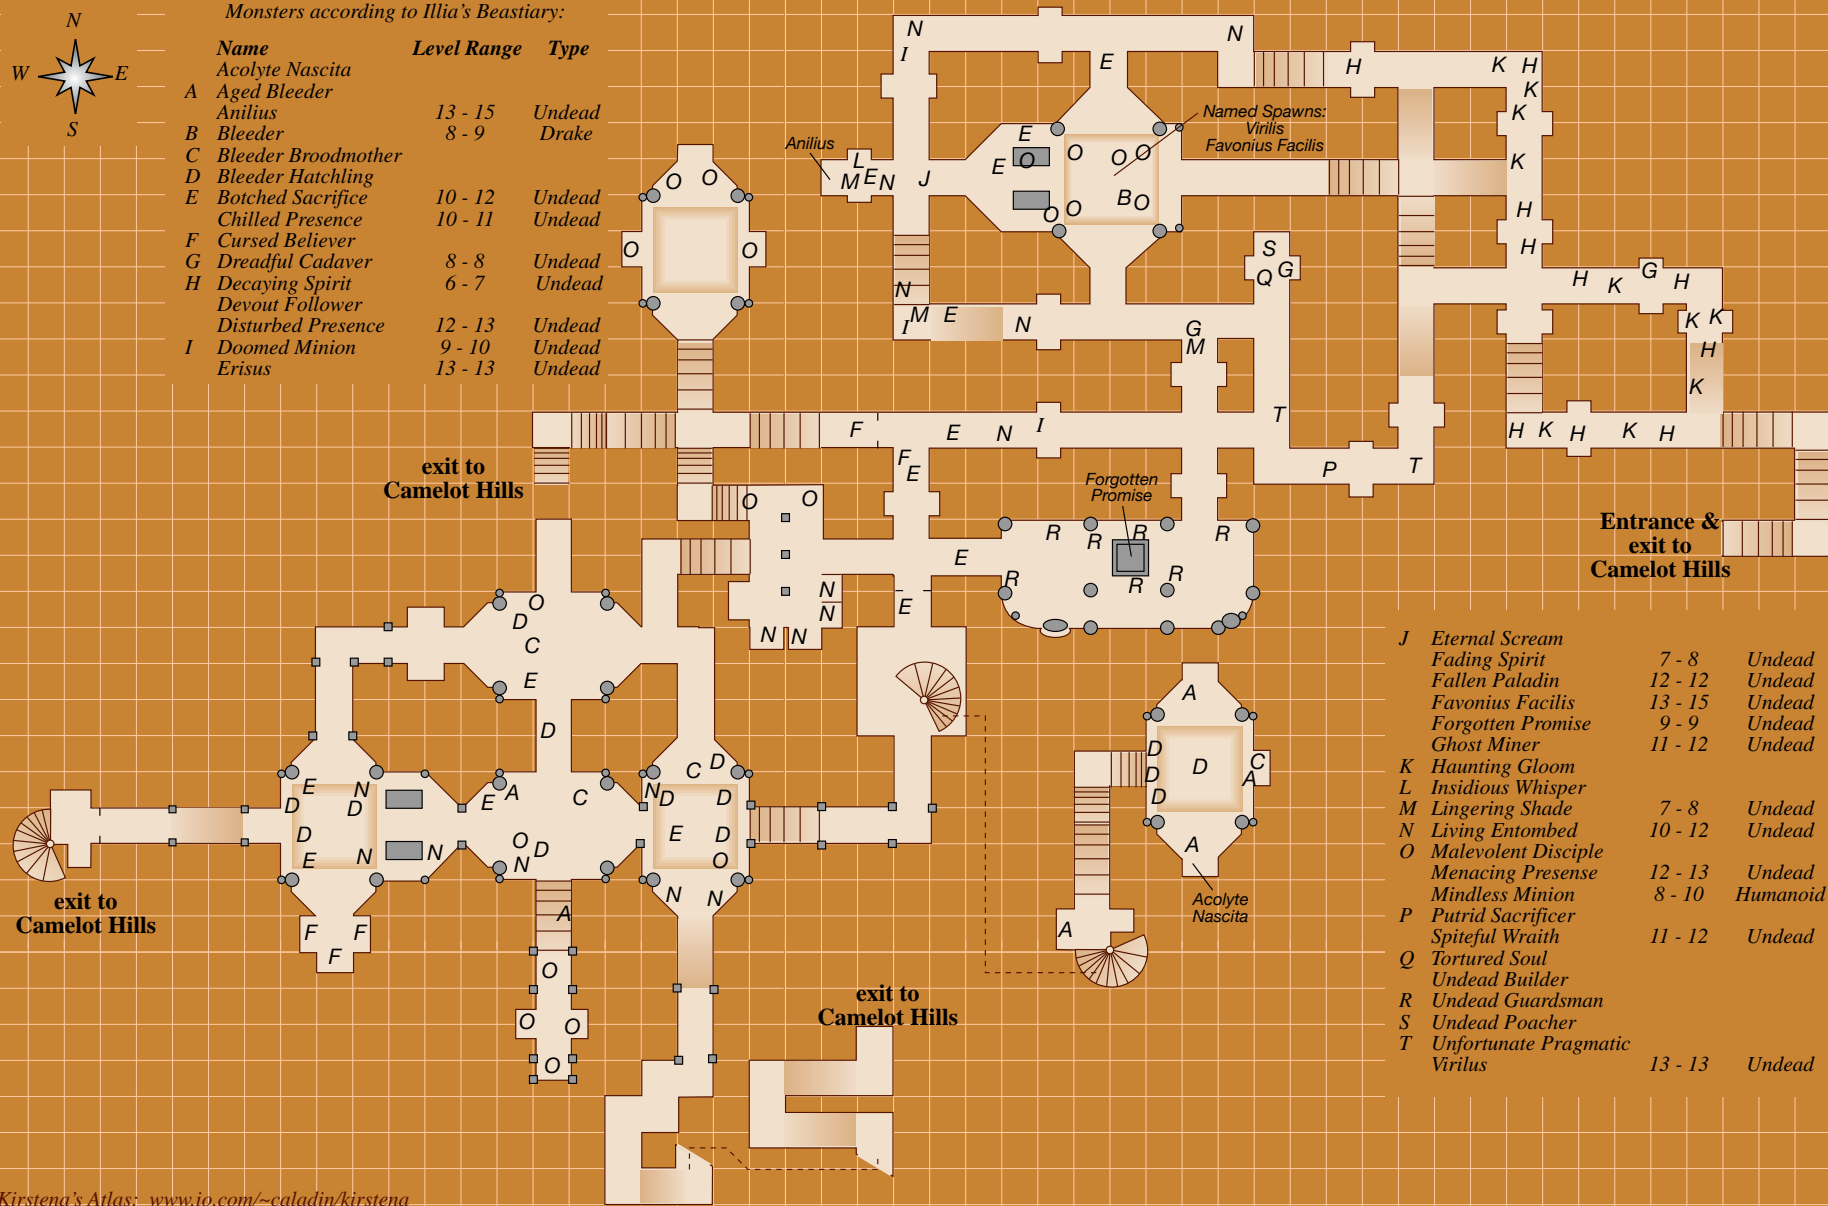 Monsters according to Illia's Beastiary:
Name Level Range Type
Acolyte Nascita
A Aged Bleeder
Anilius 13 - 15 Undead
B Bleeder 8 - 9 Drake
C Bleeder Broodmother
D Bleeder Hatchling
E Botched Sacrifice 10 - 12 Undead
Chilled Presence 10 - 11 Undead
F Cursed Believer
G Dreadful Cadaver 8 - 8 Undead
H Decaying Spirit 6 - 7 Undead
Devout Follower
Disturbed Presence 12 - 13 Undead
I Doomed Minion 9 - 10 Undead
Erisus 13 - 13 Undead
N
W E
S
N
I
N
E
H
K H
K
K
K
H
H
Named Spawns:
Virilis
Favonius Facilis
Anilius
L
M E N J
E
E O
O O O
B O
O O
O O
O O
S
Q G
N
I M E N
G
M
H K G H
K K
H
K
T
F E N I
H K H K H
F
E
P T
exit to
Camelot Hills
Forgotten
Promise
O O
R R R R
R R R
E
E
N
N
N N
Entrance &
exit to
Camelot Hills
O
D
C
E
D
A
C D
E N
D D
D
E N N
E A C
O D
N
N D D
E D
O
N N
A
F F
F
O
O O
O
exit to
Camelot Hills
D
D D
D
C
A
A
Acolyte
Nascita
A
exit to
Camelot Hills
J Eternal Scream
Fading Spirit 7 - 8 Undead
Fallen Paladin 12 - 12 Undead
Favonius Facilis 13 - 15 Undead
Forgotten Promise 9 - 9 Undead
Ghost Miner 11 - 12 Undead
K Haunting Gloom
L Insidious Whisper
M Lingering Shade 7 - 8 Undead
N Living Entombed 10 - 12 Undead
O Malevolent Disciple
Menacing Presense 12 - 13 Undead
Mindless Minion 8 - 10 Humanoid
P Putrid Sacrificer
Spiteful Wraith 11 - 12 Undead
Q Tortured Soul
Undead Builder
R Undead Guardsman
S Undead Poacher
T Unfortunate Pragmatic
Virilus 13 - 13 Undead
Kirstena's Atlas: www.io.com/~caladin/kirstena